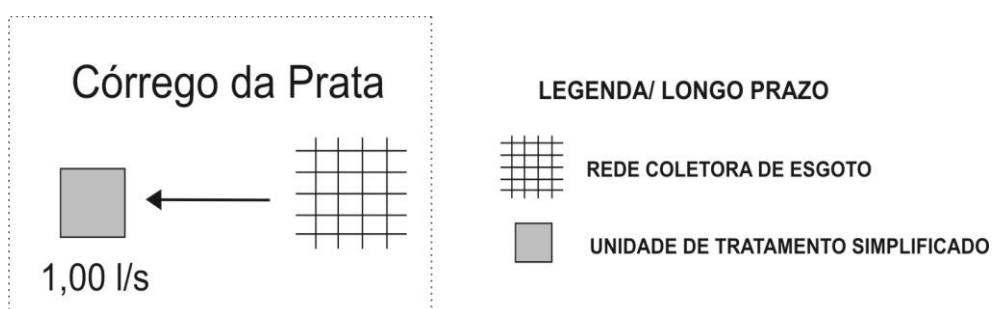 Córrego da Prata
1,00 l/s
LEGENDA/ LONGO PRAZO
REDE COLETORA DE ESGOTO
UNIDADE DE TRATAMENTO SIMPLIFICADO